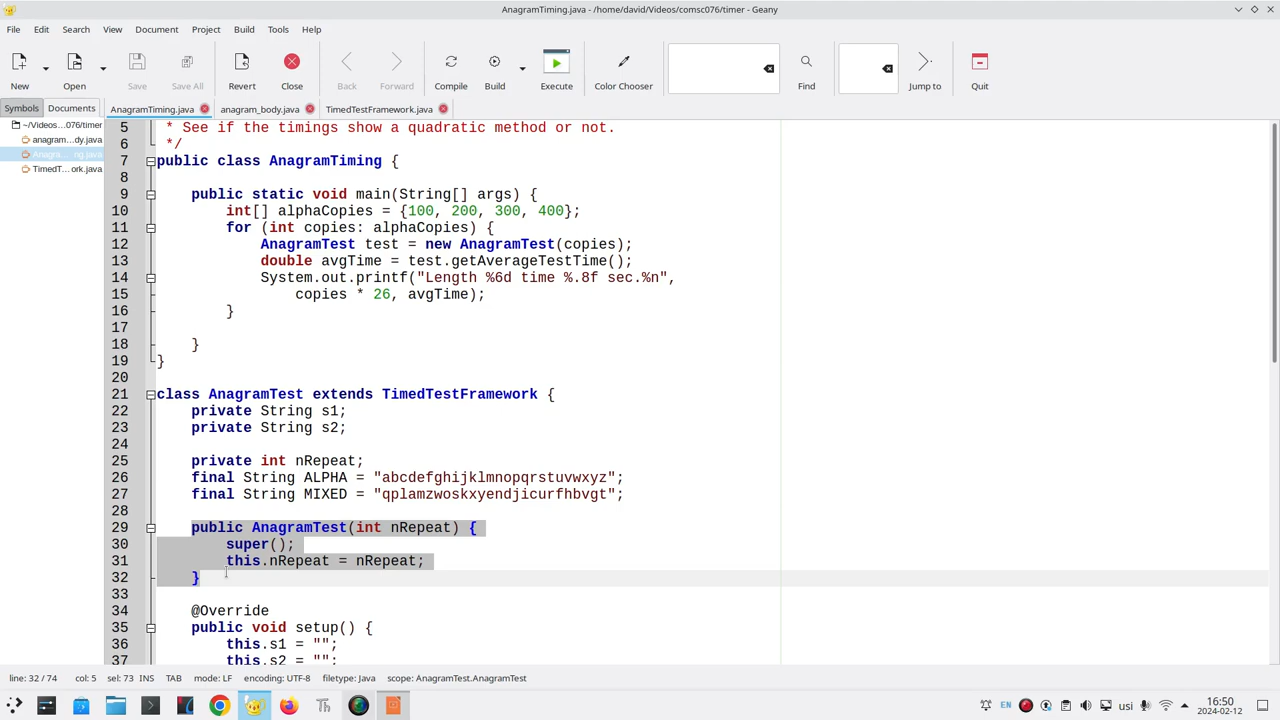 AnagramTiming.java - /home/david/Videos/comsc076/timer - Geany
File Edit Search View Document Project Build Tools Help
New Open Save Save All Revert Close Back Forward Compile Build Execute Color Chooser Find Jump to Quit
Symbols Documents AnagramTiming.java anagram_body.java TimedTestFramework.java
~/Videos...076/timer
anagram...dy.java
Anagra... ng.java
TimedT...ork.java
5 * See if the timings show a quadratic method or not.
6 */
7 public class AnagramTiming {
8
9 public static void main(String[] args) {
10 int[] alphaCopies = {100, 200, 300, 400};
11 for (int copies: alphaCopies) {
12 AnagramTest test = new AnagramTest(copies);
13 double avgTime = test.getAverageTestTime();
14 System.out.printf("Length %6d time %.8f sec.%n",
15 copies * 26, avgTime);
16 }
17
18 }
19 }
20
21 class AnagramTest extends TimedTestFramework {
22 private String s1;
23 private String s2;
24
25 private int nRepeat;
26 final String ALPHA = "abcdefghijklmnopqrstuvwxyz";
27 final String MIXED = "qplamzwoskxyendjicurfhbvgt";
28
29 public AnagramTest(int nRepeat) {
30 super();
31 this.nRepeat = nRepeat;
32 }
33
34 @Override
35 public void setup() {
36 this.s1 = "";
37 this.s2 = "";
line: 32 / 74 col: 5 sel: 73 INS TAB mode: LF encoding: UTF-8 filetype: Java scope: AnagramTest.AnagramTest
Th EN usi 16:50
2024-02-12